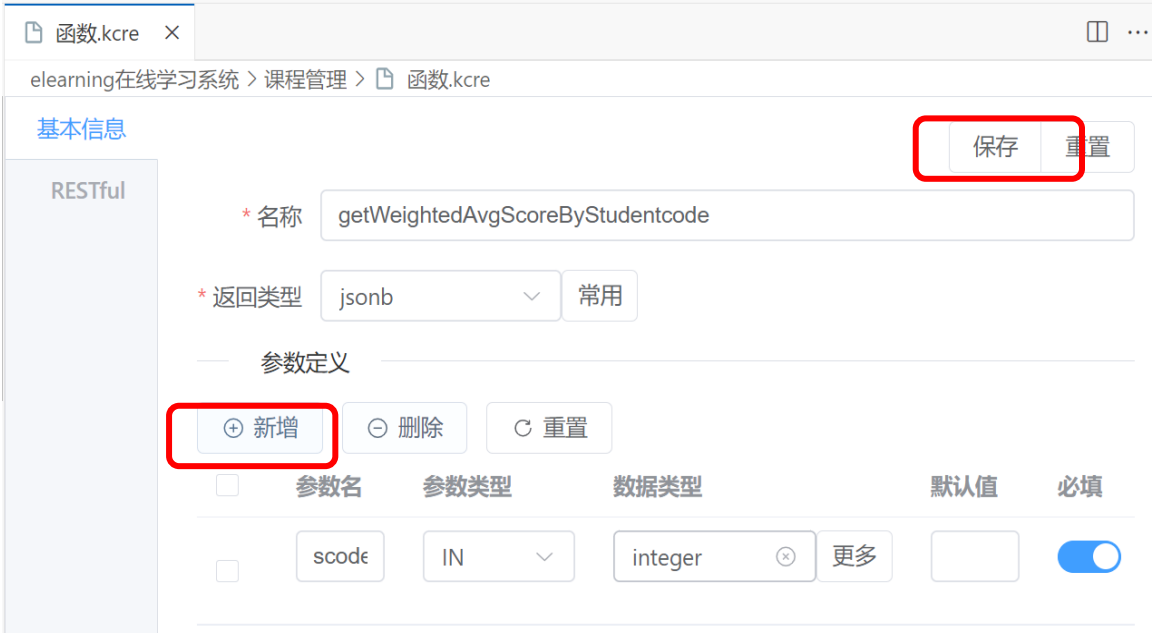 函数.kcre
elearning在线学习系统 > 课程管理 > 函数.kcre
基本信息
保存 重置
RESTful
* 名称 getWeightedAvgScoreByStudentcode
* 返回类型 jsonb 常用
参数定义
新增 删除 重置
参数名 参数类型 数据类型 默认值 必填
scode IN integer 更多